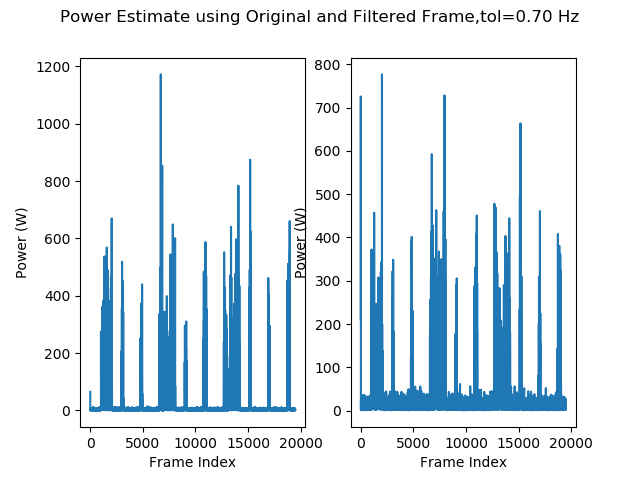 Power Estimate using Original and Filtered Frame,tol=0.70 Hz
1200
1000
800
600
400
200
0
Power (W)
0 5000 10000 15000 20000
Frame Index
800
700
600
500
400
300
200
100
0
Power (W)
0 5000 10000 15000 20000
Frame Index